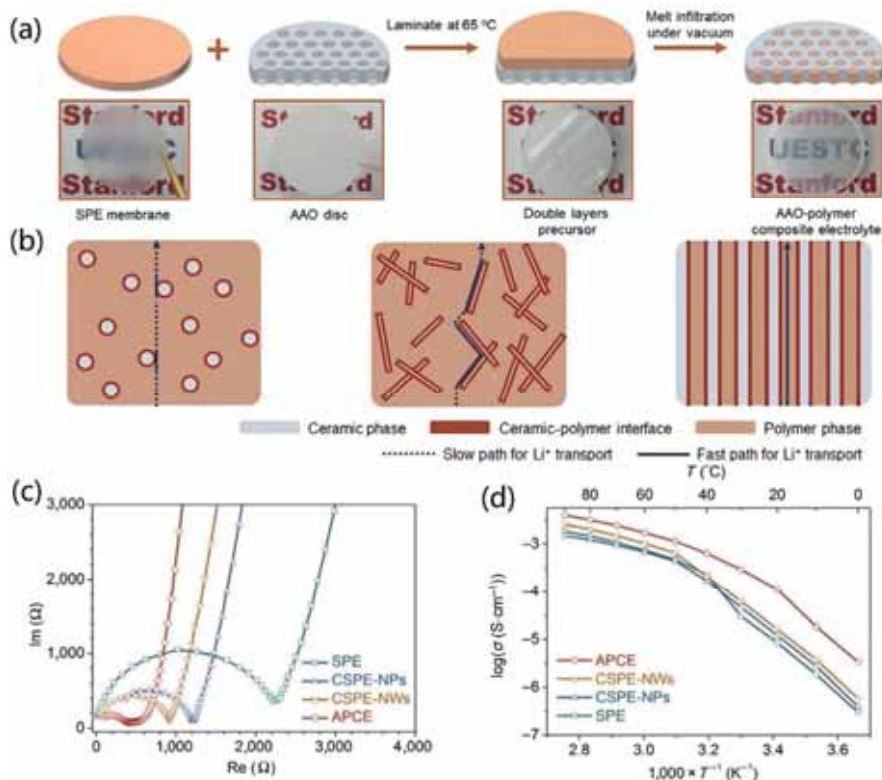 (a)
Laminate at 65 ºC
Melt infiltration
under vacuum
+
Stanford
UESTC
Stanford
Stanford
Stanford
Stanford
Stanford
Stanford
UESTC
Stanford
SPE membrane
AAO disc
Double layers
precursor
AAO-polymer
composite electrolyte
(b)
Ceramic phase
Ceramic-polymer interface
Polymer phase
Slow path for Li⁺ transport
Fast path for Li⁺ transport
(c)
3,000
2,000
1,000
0
Im (Ω)
SPE
CSPE-NPs
CSPE-NWs
APCE
0
1,000
2,000
3,000
4,000
Re (Ω)
(d)
T (°C)
80
60
40
20
0
−3
−4
−5
−6
−7
log(σ (S·cm⁻¹)
APCE
CSPE-NWs
CSPE-NPs
SPE
2.8
3.0
3.2
3.4
3.6
1,000 × T⁻¹ (K⁻¹)